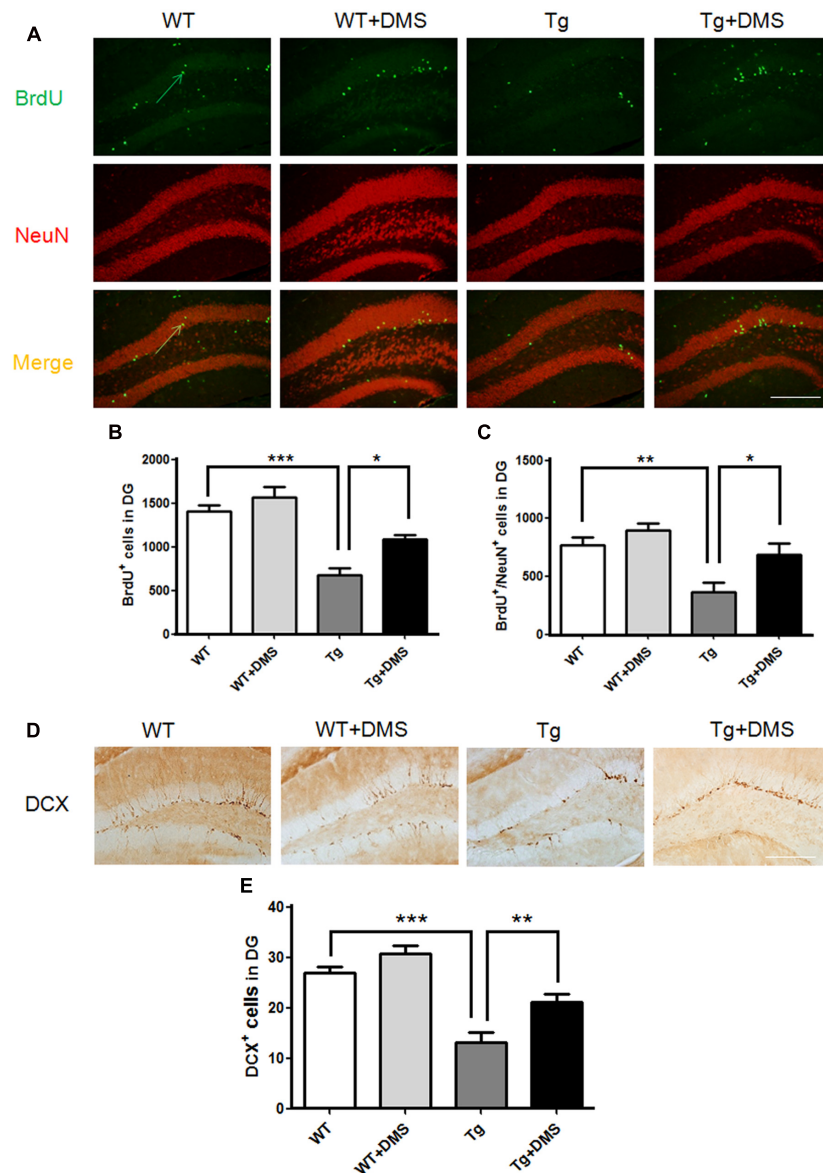 A
WT WT+DMS Tg Tg+DMS
BrdU
NeuN
Merge
B
BrdU+ cells in DG
2000
1500
1000
500
0
*** *
WT WT+DMS Tg Tg+DMS
C
BrdU+/NeuN+ cells in DG
1500
1000
500
0
** *
WT WT+DMS Tg Tg+DMS
D
WT WT+DMS Tg Tg+DMS
DCX
E
DCX+ cells in DG
40
30
20
10
0
*** **
WT WT+DMS Tg Tg+DMS